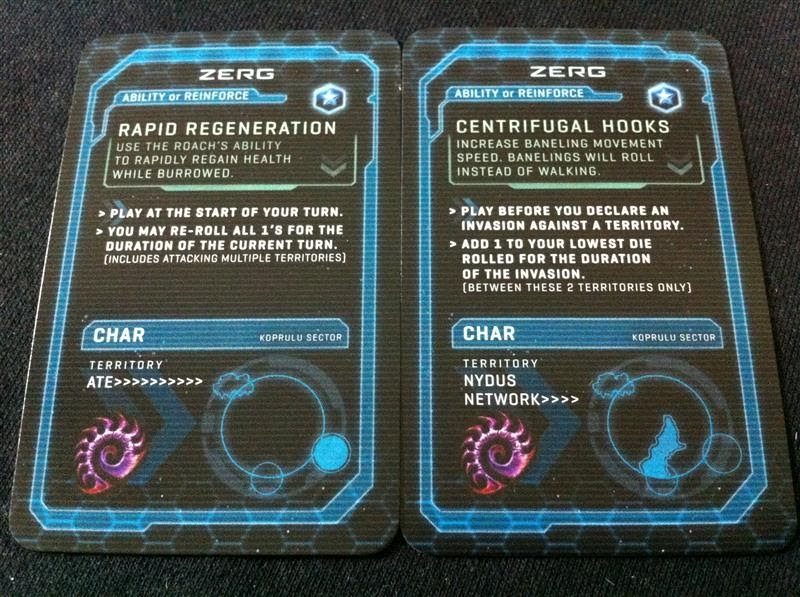 ZERG
ABILITY or REINFORCE
RAPID REGENERATION
USE THE ROACH'S ABILITY
TO RAPIDLY REGAIN HEALTH
WHILE BURROWED.
> PLAY AT THE START OF YOUR TURN.
> YOU MAY RE-ROLL ALL 1'S FOR THE
DURATION OF THE CURRENT TURN.
(INCLUDES ATTACKING MULTIPLE TERRITORIES)
CHAR
KOPRULU SECTOR
TERRITORY
ATE>>>>>>>>>>
ZERG
ABILITY or REINFORCE
CENTRIFUGAL HOOKS
INCREASE BANELING MOVEMENT
SPEED. BANELINGS WILL ROLL
INSTEAD OF WALKING.
> PLAY BEFORE YOU DECLARE AN
INVASION AGAINST A TERRITORY.
> ADD 1 TO YOUR LOWEST DIE
ROLLED FOR THE DURATION
OF THE INVASION.
(BETWEEN THESE 2 TERRITORIES ONLY)
CHAR
KOPRULU SECTOR
TERRITORY
NYDUS
NETWORK>>>>